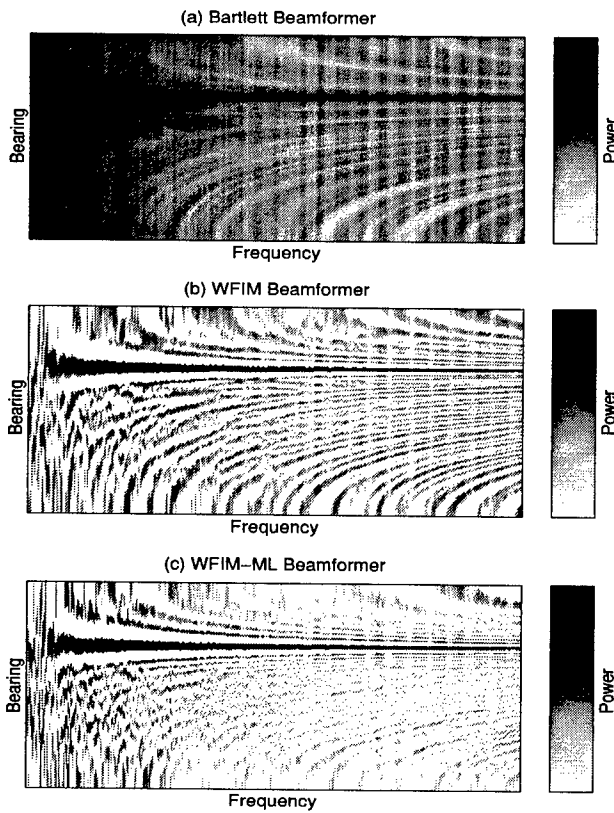 (a) Bartlett Beamformer
Bearing
Power
Frequency
(b) WFIM Beamformer
Bearing
Power
Frequency
(c) WFIM–ML Beamformer
Bearing
Power
Frequency